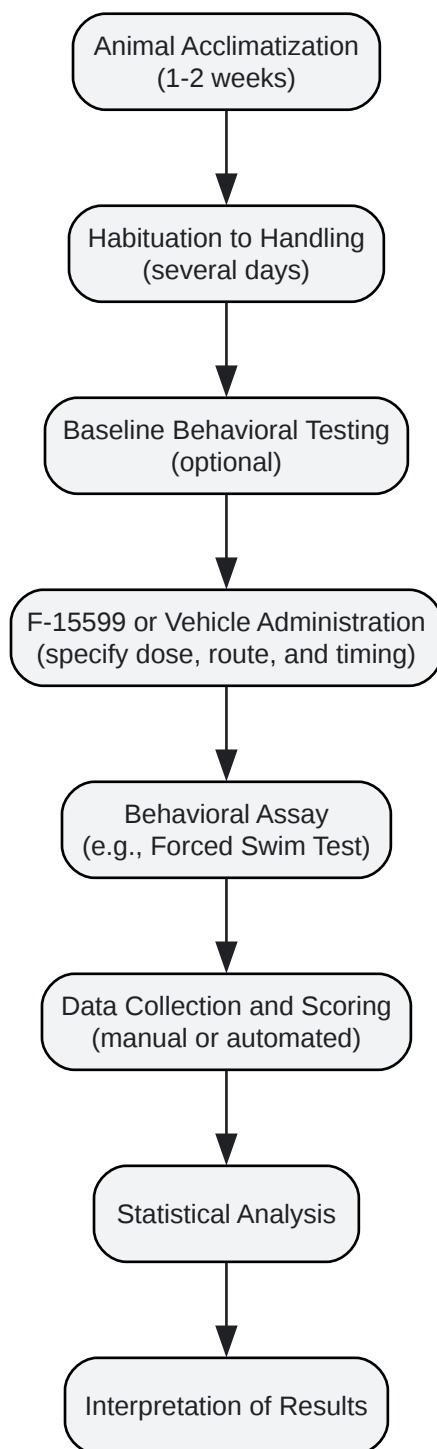 Animal Acclimatization
(1-2 weeks)
Habituation to Handling
(several days)
Baseline Behavioral Testing
(optional)
F-15599 or Vehicle Administration
(specify dose, route, and timing)
Behavioral Assay
(e.g., Forced Swim Test)
Data Collection and Scoring
(manual or automated)
Statistical Analysis
Interpretation of Results